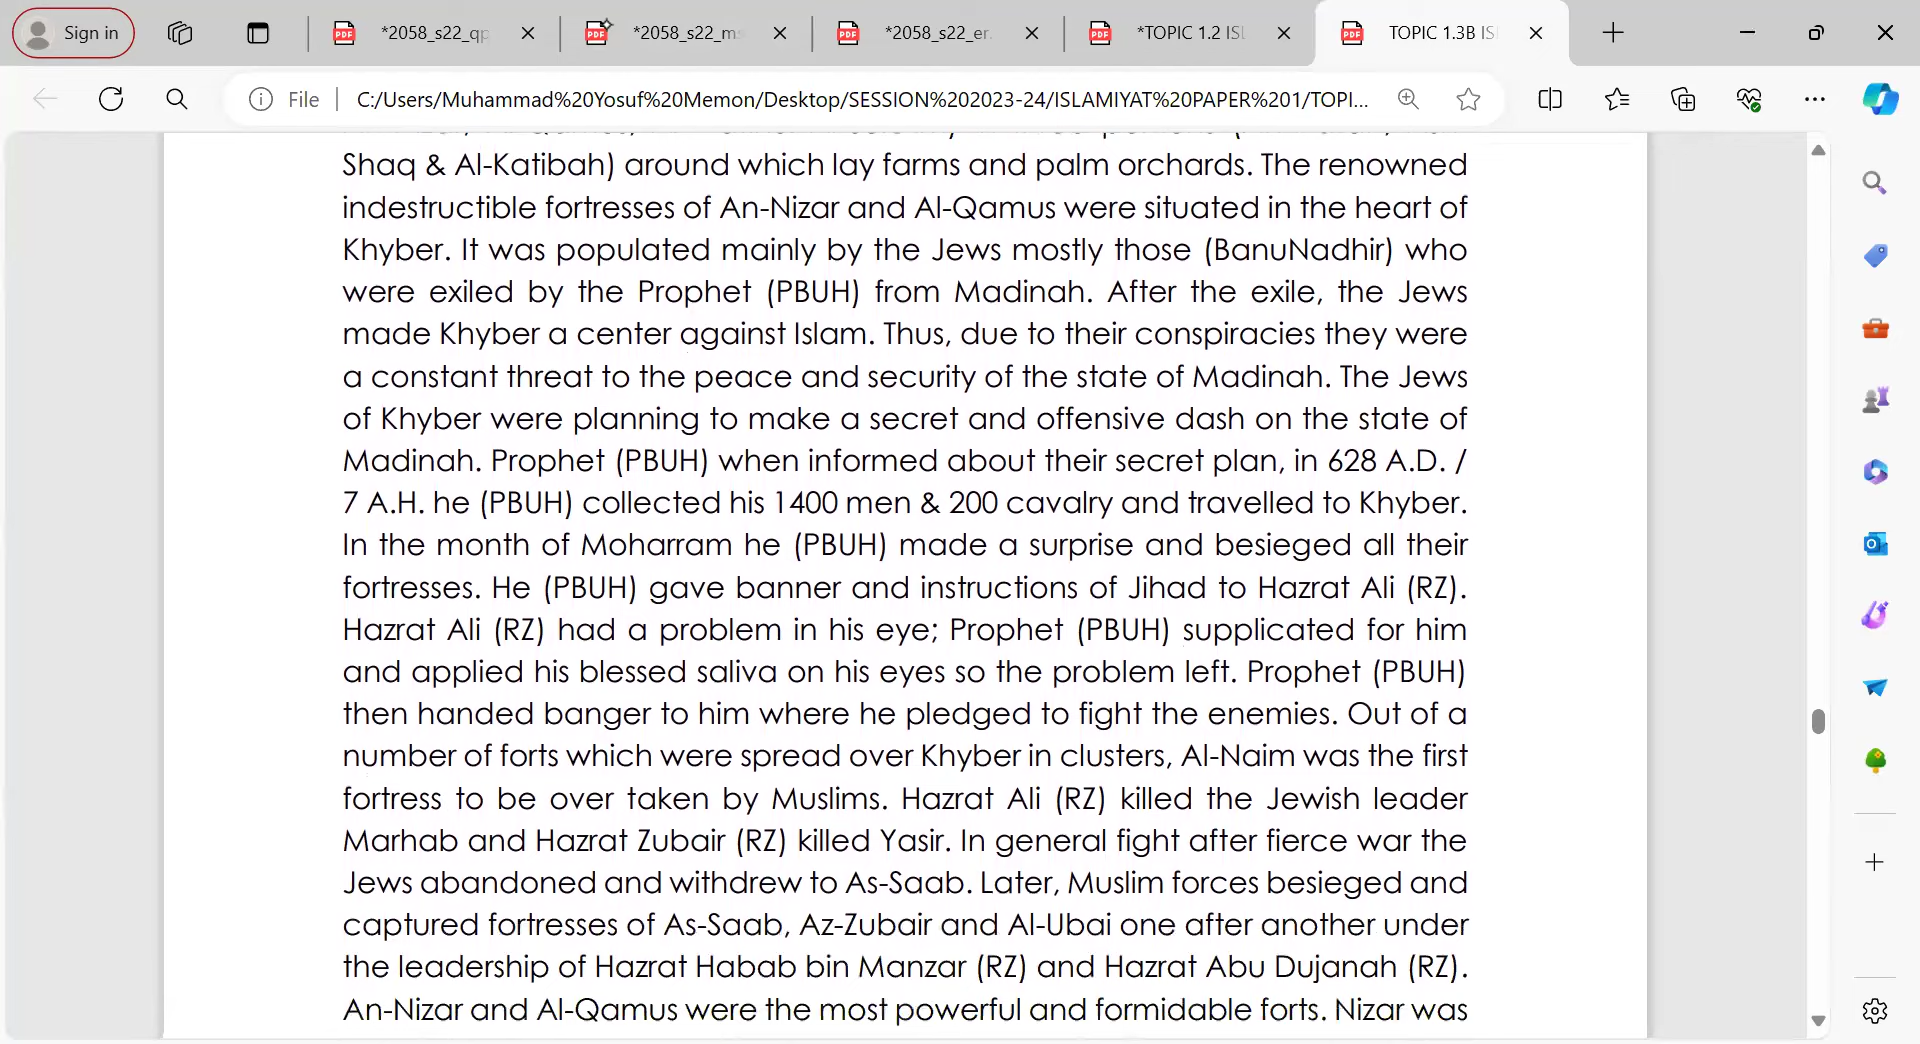 Sign in
*2058_s22_qp
*2058_s22_ms
*2058_s22_er.
*TOPIC 1.2 ISL
TOPIC 1.3B IS
File
C:/Users/Muhammad%20Yosuf%20Memon/Desktop/SESSION%202023-24/ISLAMIYAT%20PAPER%201/TOPI...
Shaq & Al-Katibah) around which lay farms and palm orchards. The renowned
indestructible fortresses of An-Nizar and Al-Qamus were situated in the heart of
Khyber. It was populated mainly by the Jews mostly those (BanuNadhir) who
were exiled by the Prophet (PBUH) from Madinah. After the exile, the Jews
made Khyber a center against Islam. Thus, due to their conspiracies they were
a constant threat to the peace and security of the state of Madinah. The Jews
of Khyber were planning to make a secret and offensive dash on the state of
Madinah. Prophet (PBUH) when informed about their secret plan, in 628 A.D. /
7 A.H. he (PBUH) collected his 1400 men & 200 cavalry and travelled to Khyber.
In the month of Moharram he (PBUH) made a surprise and besieged all their
fortresses. He (PBUH) gave banner and instructions of Jihad to Hazrat Ali (RZ).
Hazrat Ali (RZ) had a problem in his eye; Prophet (PBUH) supplicated for him
and applied his blessed saliva on his eyes so the problem left. Prophet (PBUH)
then handed banger to him where he pledged to fight the enemies. Out of a
number of forts which were spread over Khyber in clusters, Al-Naim was the first
fortress to be over taken by Muslims. Hazrat Ali (RZ) killed the Jewish leader
Marhab and Hazrat Zubair (RZ) killed Yasir. In general fight after fierce war the
Jews abandoned and withdrew to As-Saab. Later, Muslim forces besieged and
captured fortresses of As-Saab, Az-Zubair and Al-Ubai one after another under
the leadership of Hazrat Habab bin Manzar (RZ) and Hazrat Abu Dujanah (RZ).
An-Nizar and Al-Qamus were the most powerful and formidable forts. Nizar was